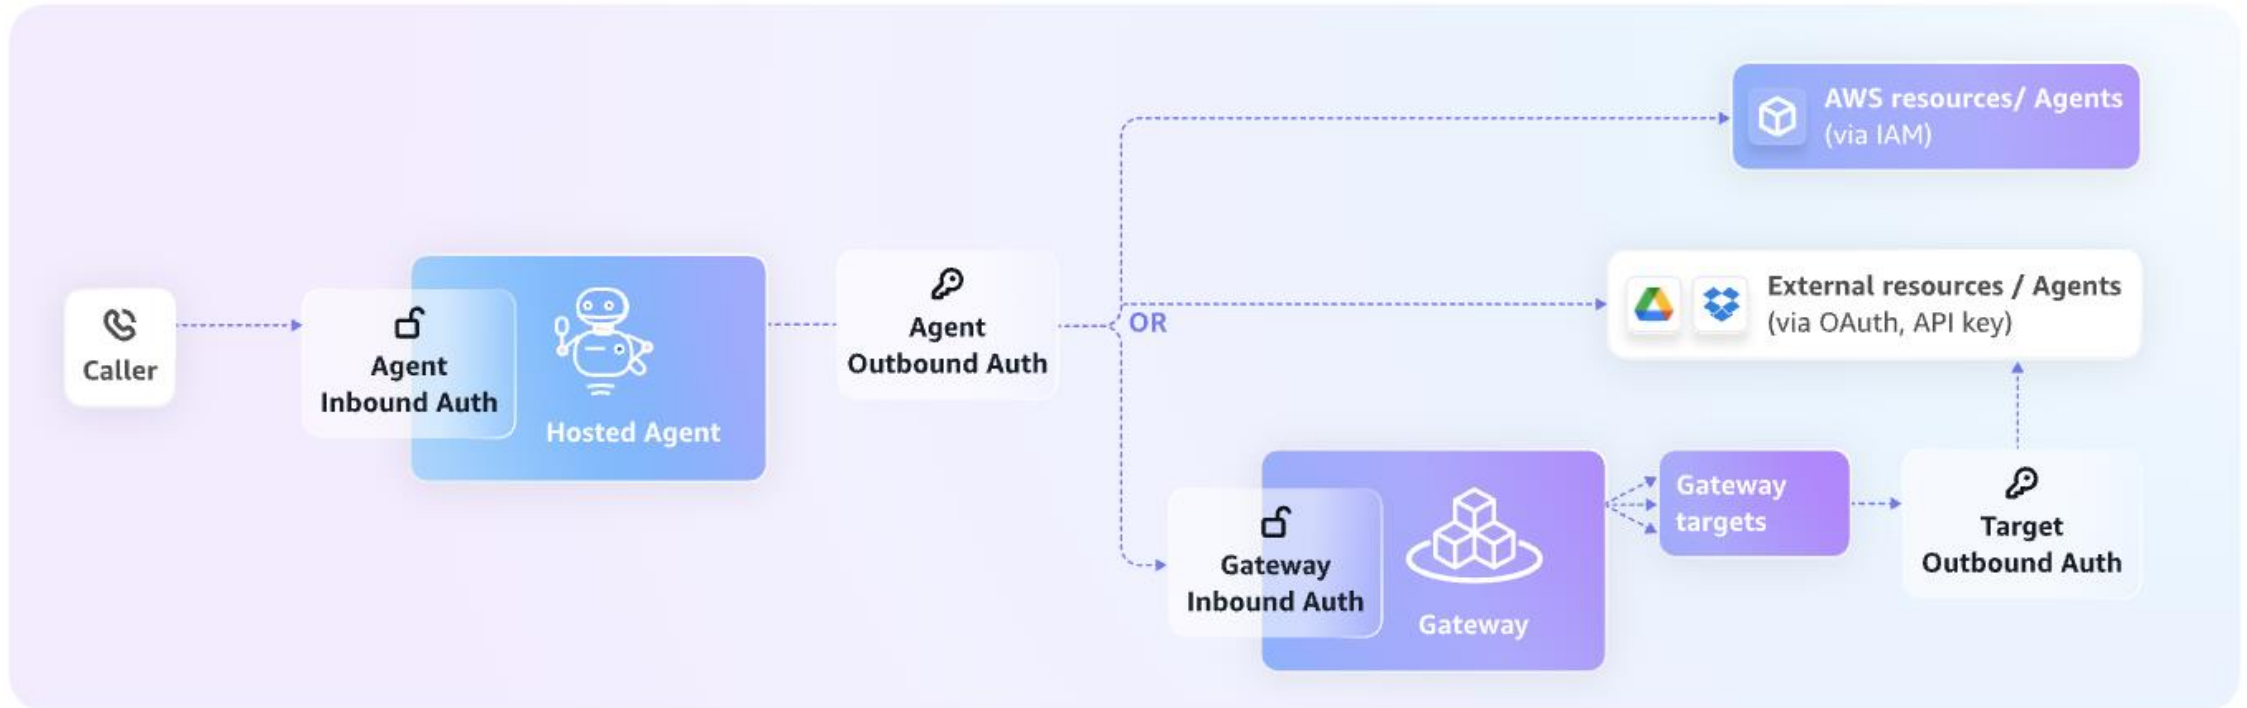 Caller
Agent
Inbound Auth
Hosted Agent
Agent
Outbound Auth
OR
AWS resources/ Agents
(via IAM)
External resources / Agents
(via OAuth, API key)
Gateway
Inbound Auth
Gateway
Gateway
targets
Target
Outbound Auth